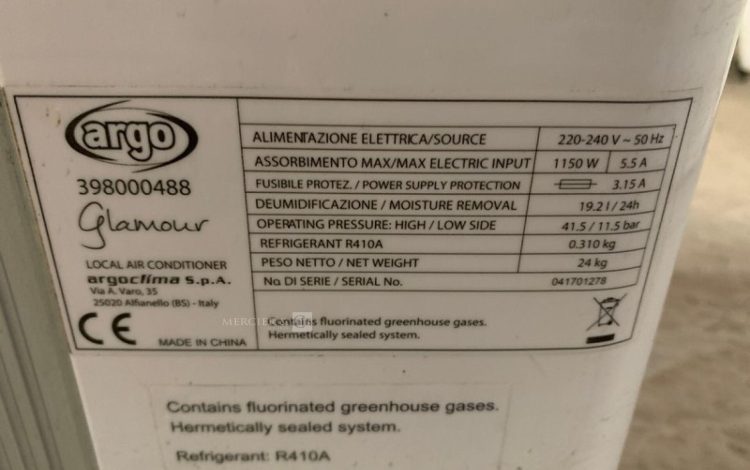 argo
398000488
Glamour
LOCAL AIR CONDITIONER
argoclima S.p.A.
Via A. Varo, 35
25020 Alfianello (BS) - Italy
CE
MADE IN CHINA
ALIMENTAZIONE ELETTRICA/SOURCE 220-240 V ~ 50 Hz
ASSORBIMENTO MAX/MAX ELECTRIC INPUT 1150 W 5.5 A
FUSIBILE PROTEZ. / POWER SUPPLY PROTECTION 3.15 A
DEUMIDIFICAZIONE / MOISTURE REMOVAL 19.2 l / 24h
OPERATING PRESSURE: HIGH / LOW SIDE 41.5 / 11.5 bar
REFRIGERANT R410A 0.310 kg
PESO NETTO / NET WEIGHT 24 kg
No. DI SERIE / SERIAL No. 041701278
Contains fluorinated greenhouse gases.
Hermetically sealed system.
Contains fluorinated greenhouse gases.
Hermetically sealed system.
Refrigerant: R410A